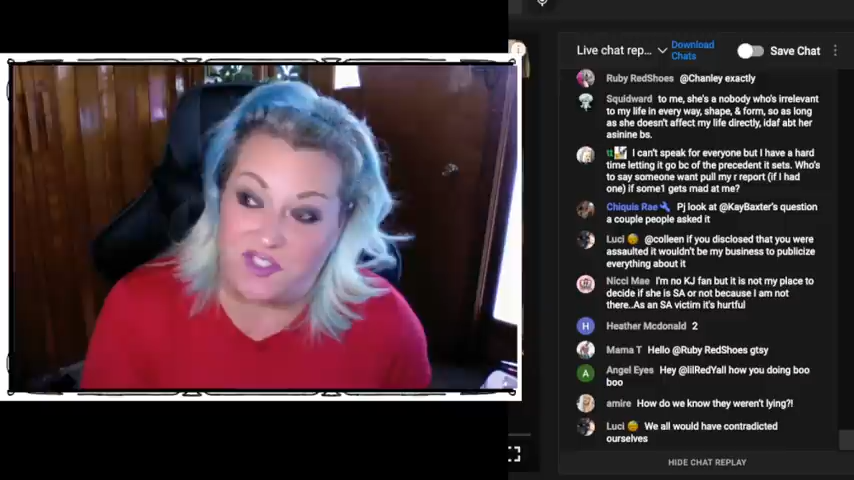 Live chat rep...
Download
Chats
Save Chat
Ruby RedShoes @Chanley exactly
Squidward to me, she's a nobody who's irrelevant
to my life in every way, shape, & form, so as long
as she doesn't affect my life directly, idaf abt her
asinine bs.
I can't speak for everyone but I have a hard
time letting it go bc of the precedent it sets. Who's
to say someone want pull my r report (if I had
one) if some1 gets mad at me?
Chiquis Rae Pj look at @KayBaxter's question
a couple people asked it
Luci @colleen if you disclosed that you were
assaulted it wouldn't be my business to publicize
everything about it
Nicci Mae I'm no KJ fan but it is not my place to
decide if she is SA or not because I am not
there..As an SA victim it's hurtful
H Heather Mcdonald 2
Mama T Hello @Ruby RedShoes gtsy
A Angel Eyes Hey @lilRedYall how you doing boo
boo
amire How do we know they weren't lying?!
Luci We all would have contradicted
ourselves
HIDE CHAT REPLAY